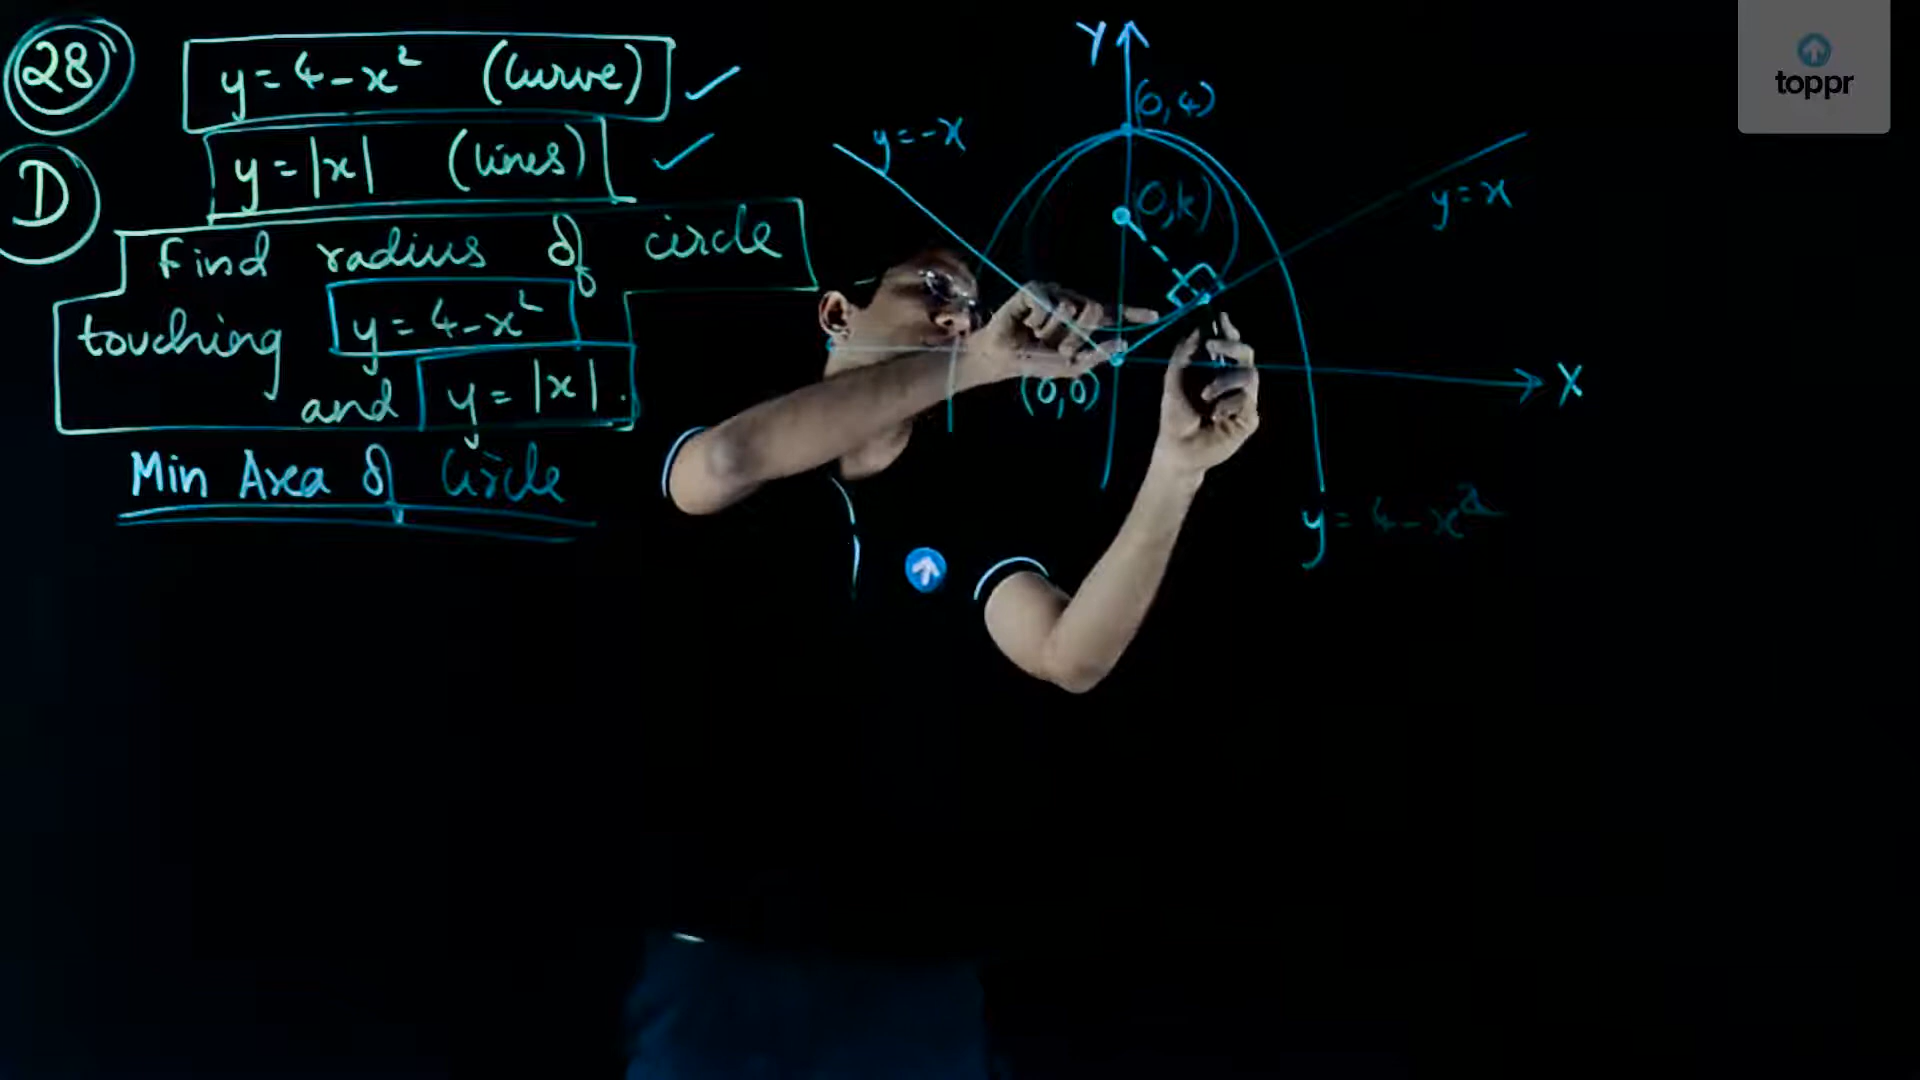 28
y = 4 - x² (curve)
D
y = |x| (lines)
Find radius of circle
touching y = 4 - x²
and y = |x|.
Min Area of Circle
Y
(0,4)
y = -x
(0,k)
y = x
(0,0)
X
y = 4 - x²
toppr